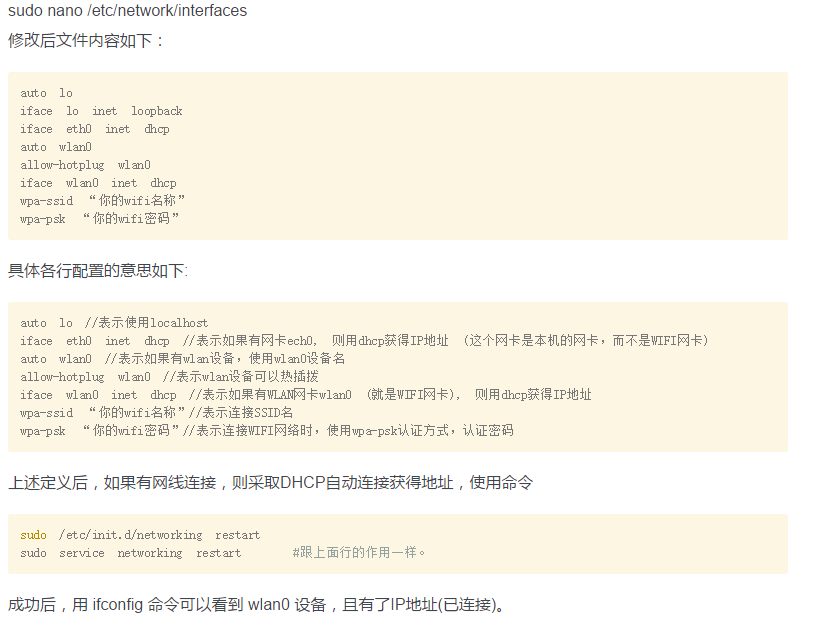 sudo nano /etc/network/interfaces
修改后文件内容如下：
auto lo
iface lo inet loopback
iface eth0 inet dhcp
auto wlan0
allow-hotplug wlan0
iface wlan0 inet dhcp
wpa-ssid “你的wifi名称”
wpa-psk “你的wifi密码”
具体各行配置的意思如下:
auto lo //表示使用localhost
iface eth0 inet dhcp //表示如果有网卡ech0, 则用dhcp获得IP地址 (这个网卡是本机的网卡，而不是WIFI网卡)
auto wlan0 //表示如果有wlan设备，使用wlan0设备名
allow-hotplug wlan0 //表示wlan设备可以热插拨
iface wlan0 inet dhcp //表示如果有WLAN网卡wlan0 (就是WIFI网卡), 则用dhcp获得IP地址
wpa-ssid “你的wifi名称”//表示连接SSID名
wpa-psk “你的wifi密码”//表示连接WIFI网络时，使用wpa-psk认证方式，认证密码
上述定义后，如果有网线连接，则采取DHCP自动连接获得地址，使用命令
sudo /etc/init.d/networking restart
sudo service networking restart #跟上面行的作用一样。
成功后，用 ifconfig 命令可以看到 wlan0 设备，且有了IP地址(已连接)。